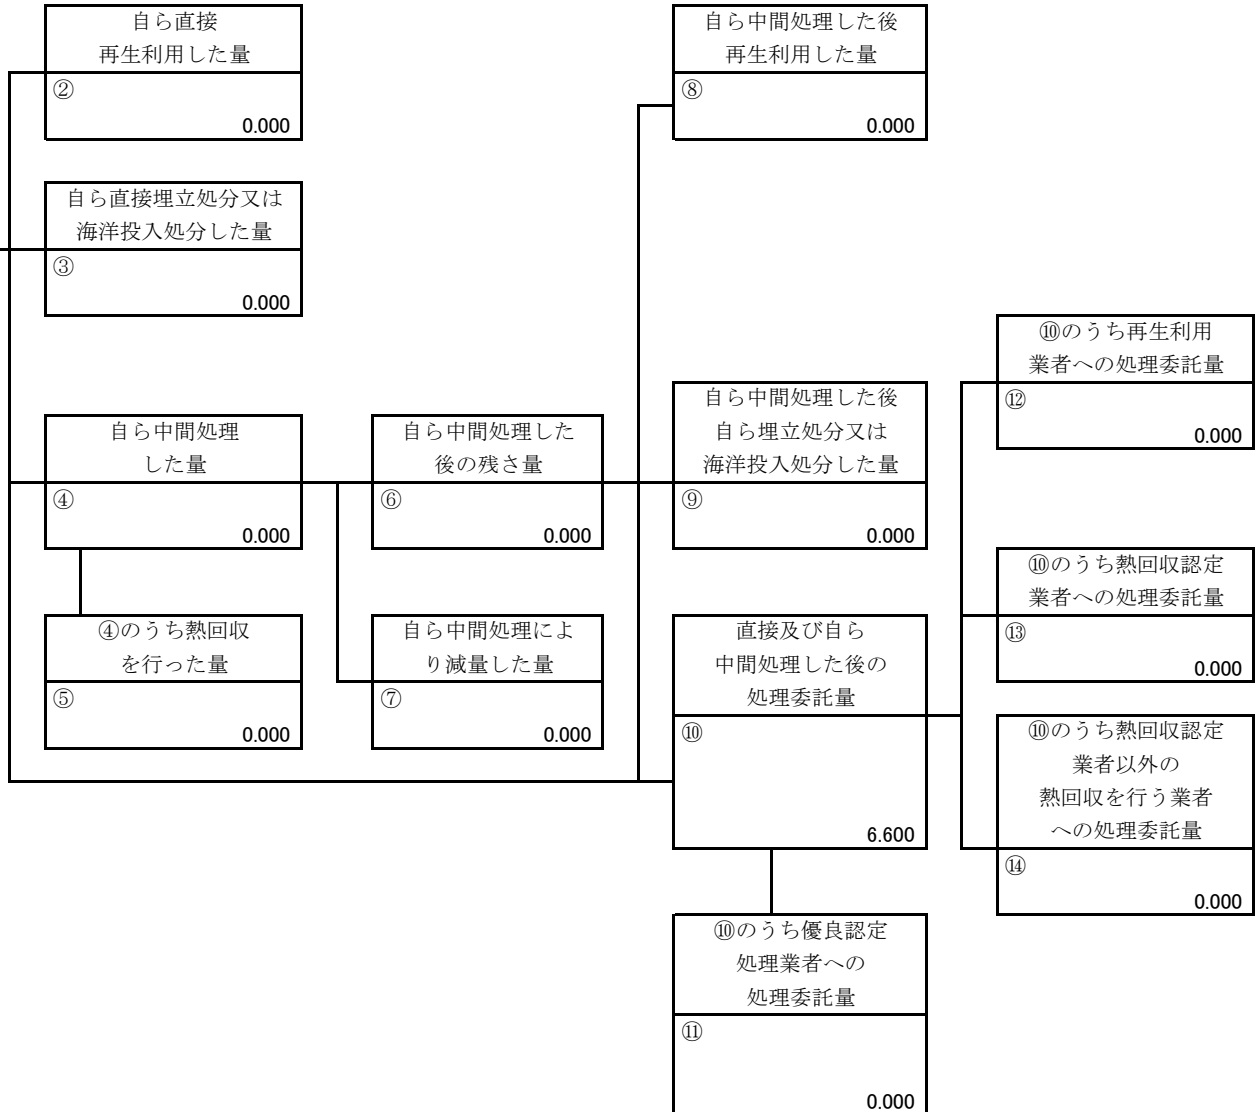 自ら直接
再生利用した量
②
0.000
自ら中間処理した後
再生利用した量
⑧
0.000
自ら直接埋立処分又は
海洋投入処分した量
③
0.000
⑩のうち再生利用
業者への処理委託量
⑫
0.000
自ら中間処理
した量
④
0.000
自ら中間処理した
後の残さ量
⑥
0.000
自ら中間処理した後
自ら埋立処分又は
海洋投入処分した量
⑨
0.000
⑩のうち熱回収認定
業者への処理委託量
⑬
0.000
④のうち熱回収
を行った量
⑤
0.000
自ら中間処理によ
り減量した量
⑦
0.000
直接及び自ら
中間処理した後の
処理委託量
⑩
6.600
⑩のうち熱回収認定
業者以外の
熱回収を行う業者
への処理委託量
⑭
0.000
⑩のうち優良認定
処理業者への
処理委託量
⑪
0.000